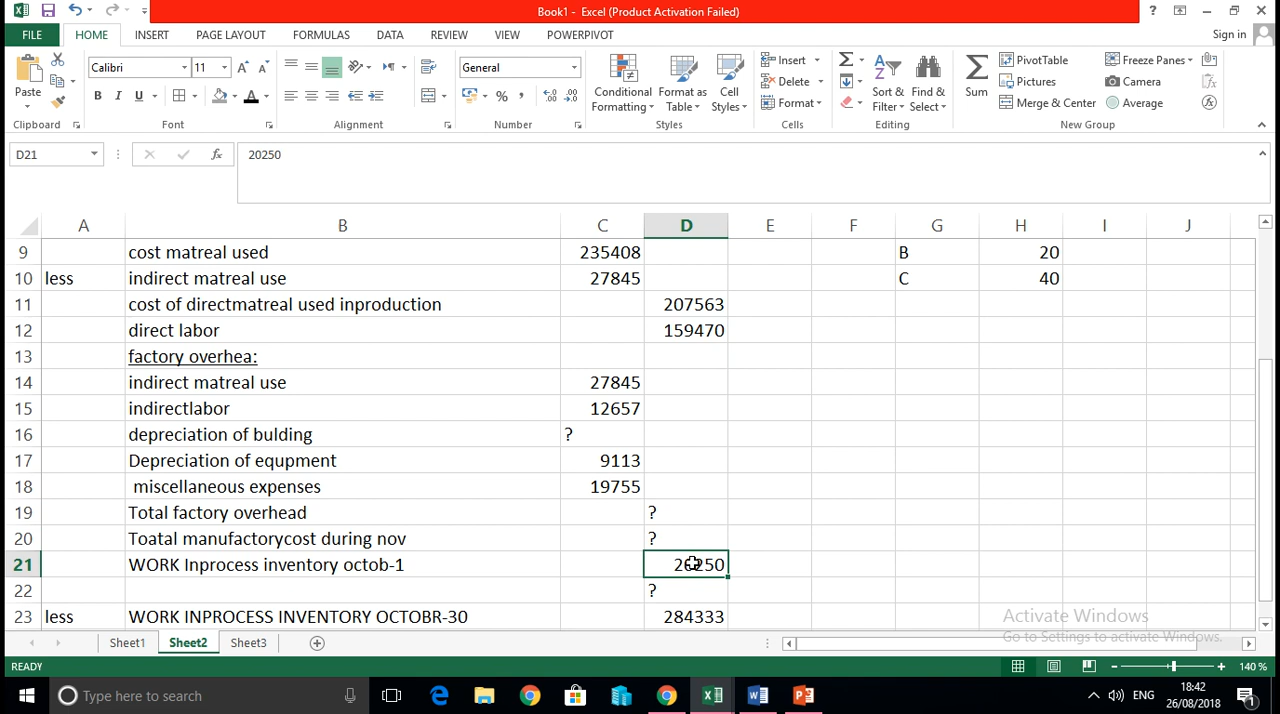 Book1 - Excel (Product Activation Failed)
FILE HOME INSERT PAGE LAYOUT FORMULAS DATA REVIEW VIEW POWERPIVOT Sign in
Calibri 11 General
Paste
B I U
Conditional Formatting
Format as Table
Cell Styles
Insert
Delete
Format
Sort & Filter
Find & Select
Sum
PivotTable
Pictures
Merge & Center
Freeze Panes
Camera
Average
Clipboard Font Alignment Number Styles Cells Editing New Group
D21 fx 20250
A B C D E F G H I J
9 cost matreal used 235408 B 20
10 less indirect matreal use 27845 C 40
11 cost of directmatreal used inproduction 207563
12 direct labor 159470
13 factory overhea:
14 indirect matreal use 27845
15 indirectlabor 12657
16 depreciation of bulding ?
17 Depreciation of equpment 9113
18 miscellaneous expenses 19755
19 Total factory overhead ?
20 Toatal manufactorycost during nov ?
21 WORK Inprocess inventory octob-1 20250
22 ?
23 less WORK INPROCESS INVENTORY OCTOBR-30 284333
Activate Windows
Go to Settings to activate Windows.
Sheet1 Sheet2 Sheet3
READY 140 %
Type here to search
ENG
18:42
26/08/2018